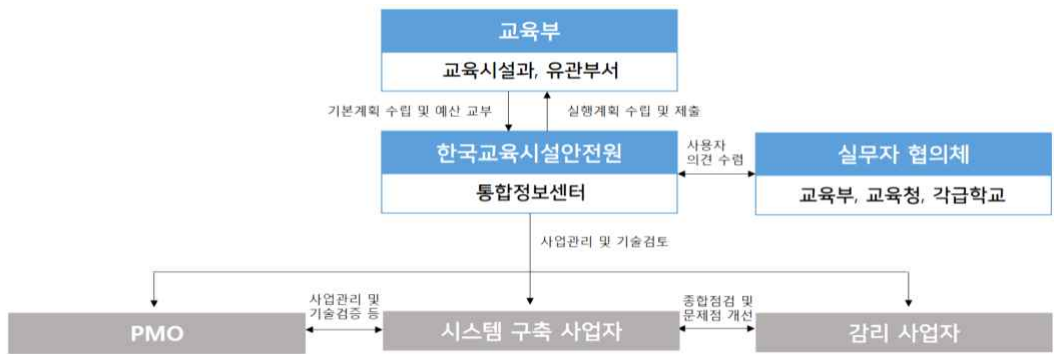 교육부
교육시설과, 유관부서
기본계획 수립 및 예산 교부
실행계획 수립 및 제출
한국교육시설안전원
통합정보센터
사용자
의견 수렴
실무자 협의체
교육부, 교육청, 각급학교
사업관리 및 기술검토
PMO
사업관리 및
기술검증 등
시스템 구축 사업자
종합점검 및
문제점 개선
감리 사업자